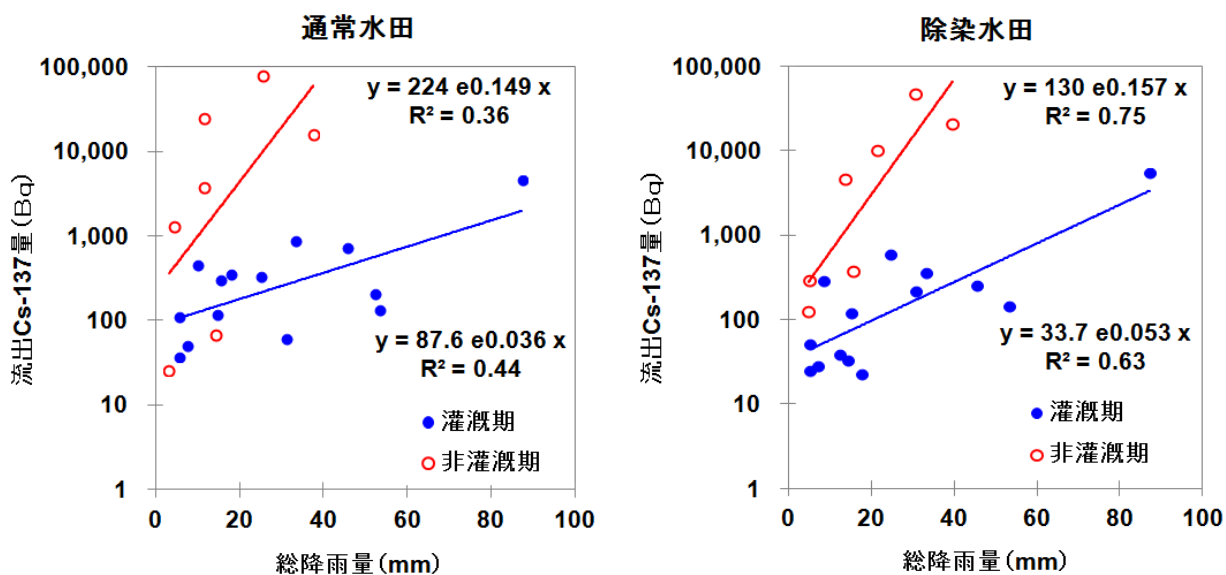 通常水田
100,000
10,000
1,000
100
10
1
流出Cs-137量(Bq)
y = 224 e0.149 x
R² = 0.36
y = 87.6 e0.036 x
R² = 0.44
灌漑期
非灌漑期
0 20 40 60 80 100
総降雨量(mm)
除染水田
100,000
10,000
1,000
100
10
1
流出Cs-137量(Bq)
y = 130 e0.157 x
R² = 0.75
y = 33.7 e0.053 x
R² = 0.63
灌漑期
非灌漑期
0 20 40 60 80 100
総降雨量(mm)